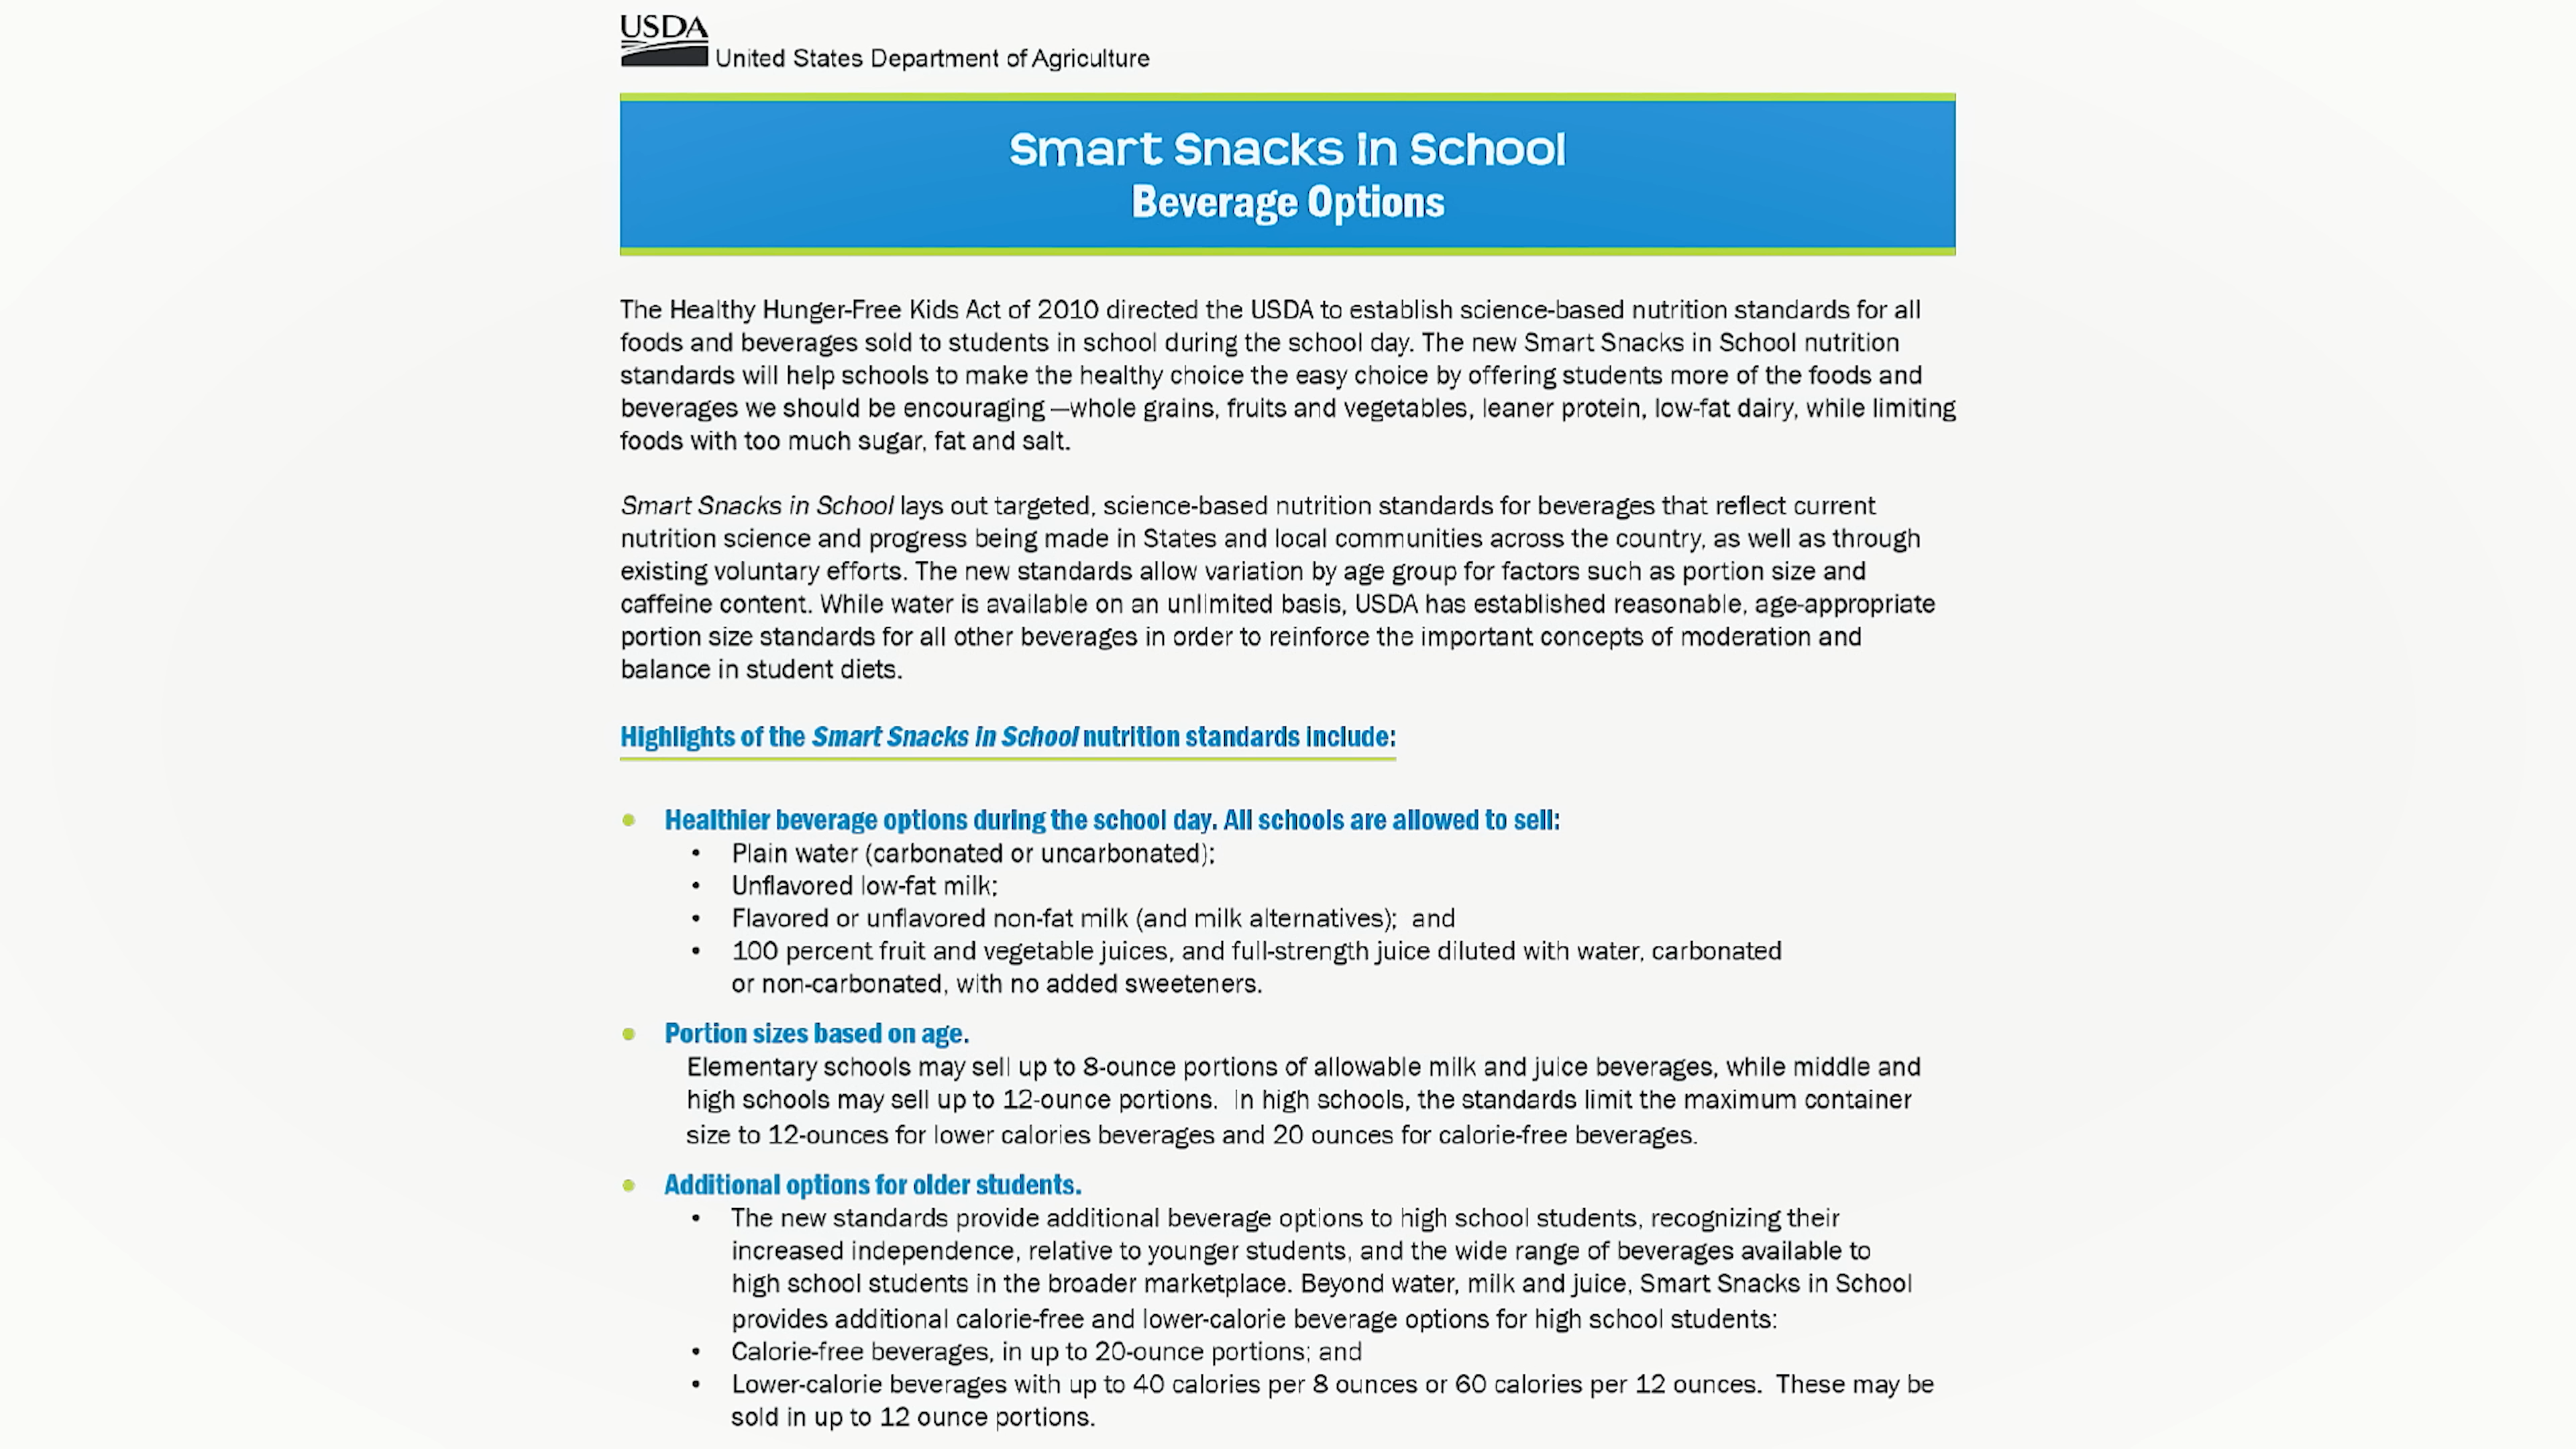 USDA
United States Department of Agriculture
Smart Snacks in School
Beverage Options
The Healthy Hunger-Free Kids Act of 2010 directed the USDA to establish science-based nutrition standards for all
foods and beverages sold to students in school during the school day. The new Smart Snacks in School nutrition
standards will help schools to make the healthy choice the easy choice by offering students more of the foods and
beverages we should be encouraging —whole grains, fruits and vegetables, leaner protein, low-fat dairy, while limiting
foods with too much sugar, fat and salt.
Smart Snacks in School lays out targeted, science-based nutrition standards for beverages that reflect current
nutrition science and progress being made in States and local communities across the country, as well as through
existing voluntary efforts. The new standards allow variation by age group for factors such as portion size and
caffeine content. While water is available on an unlimited basis, USDA has established reasonable, age-appropriate
portion size standards for all other beverages in order to reinforce the important concepts of moderation and
balance in student diets.
Highlights of the Smart Snacks in School nutrition standards include:
• Healthier beverage options during the school day. All schools are allowed to sell:
• Plain water (carbonated or uncarbonated);
• Unflavored low-fat milk;
• Flavored or unflavored non-fat milk (and milk alternatives); and
• 100 percent fruit and vegetable juices, and full-strength juice diluted with water, carbonated
or non-carbonated, with no added sweeteners.
• Portion sizes based on age.
Elementary schools may sell up to 8-ounce portions of allowable milk and juice beverages, while middle and
high schools may sell up to 12-ounce portions. In high schools, the standards limit the maximum container
size to 12-ounces for lower calories beverages and 20 ounces for calorie-free beverages.
• Additional options for older students.
• The new standards provide additional beverage options to high school students, recognizing their
increased independence, relative to younger students, and the wide range of beverages available to
high school students in the broader marketplace. Beyond water, milk and juice, Smart Snacks in School
provides additional calorie-free and lower-calorie beverage options for high school students:
• Calorie-free beverages, in up to 20-ounce portions; and
• Lower-calorie beverages with up to 40 calories per 8 ounces or 60 calories per 12 ounces. These may be
sold in up to 12 ounce portions.